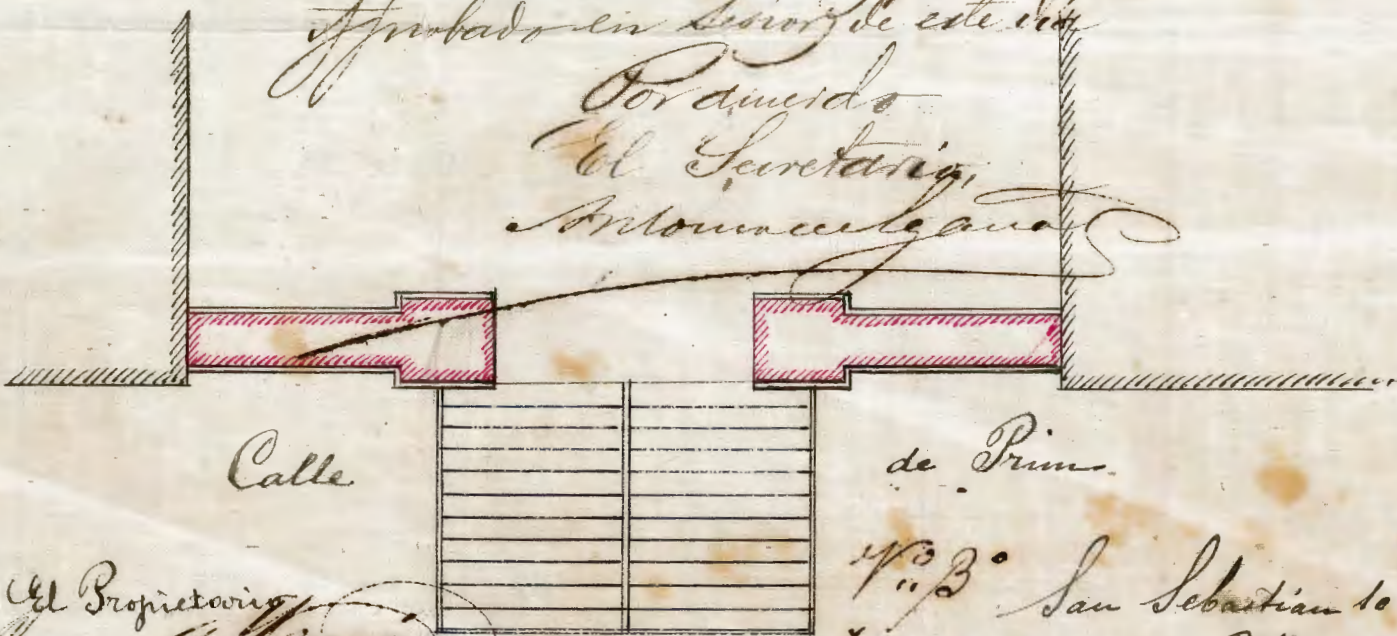 Aprobado en sesion de este dia
Por acuerdo
El Secretario,
Calle de Prim
El Propietario
Vº Bº San Sebastian 10